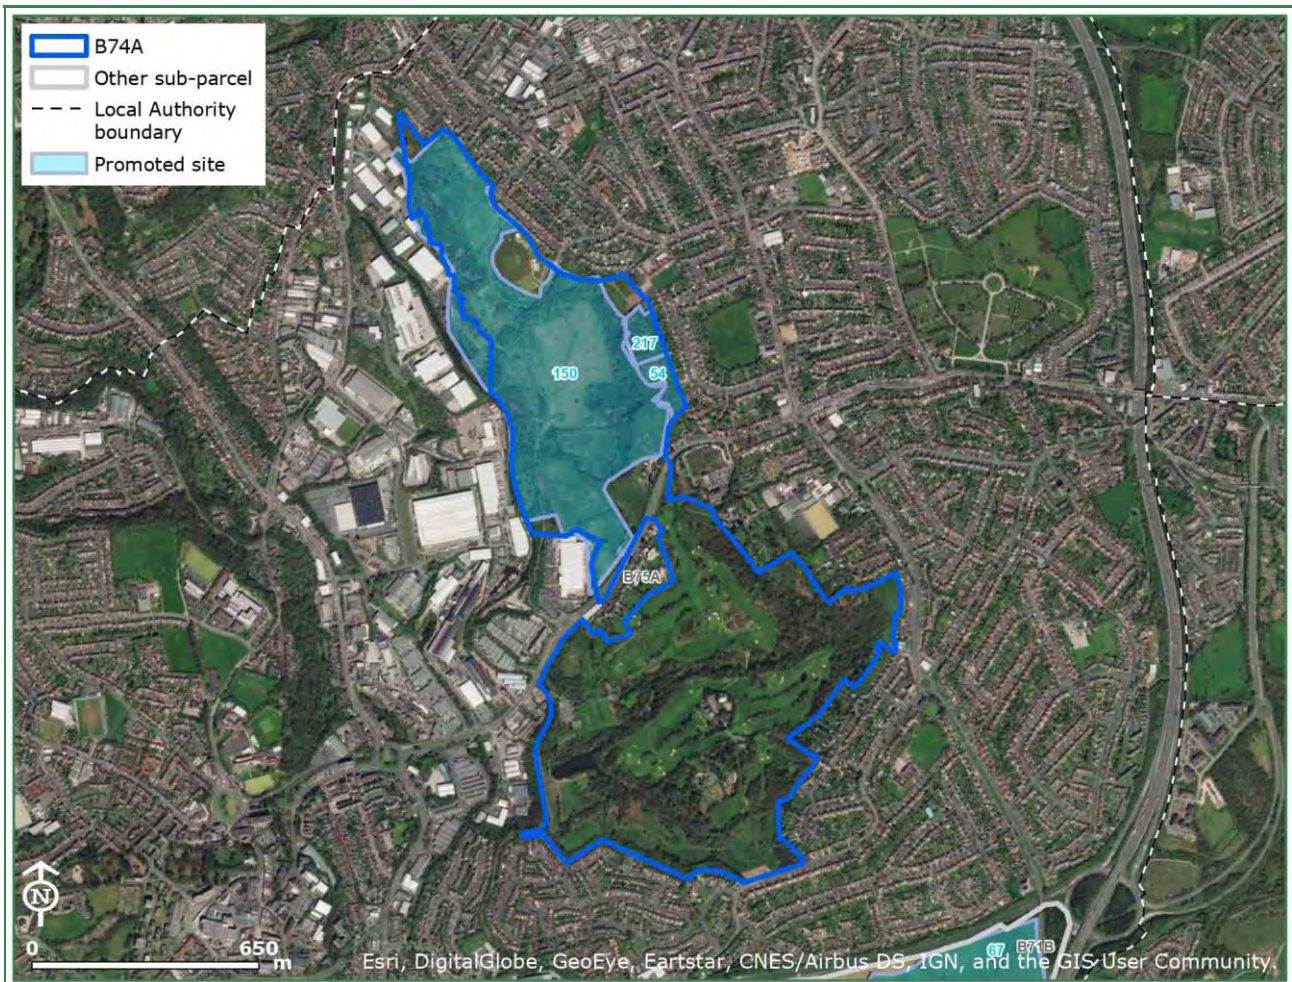 B74A
Other sub-parcel
Local Authority
boundary
Promoted site
217
150
54
B75A
N
0 650
m
67 B71B
Esri, DigitalGlobe, GeoEye, Eartstar, CNES/Airbus DS, IGN, and the GIS User Community.